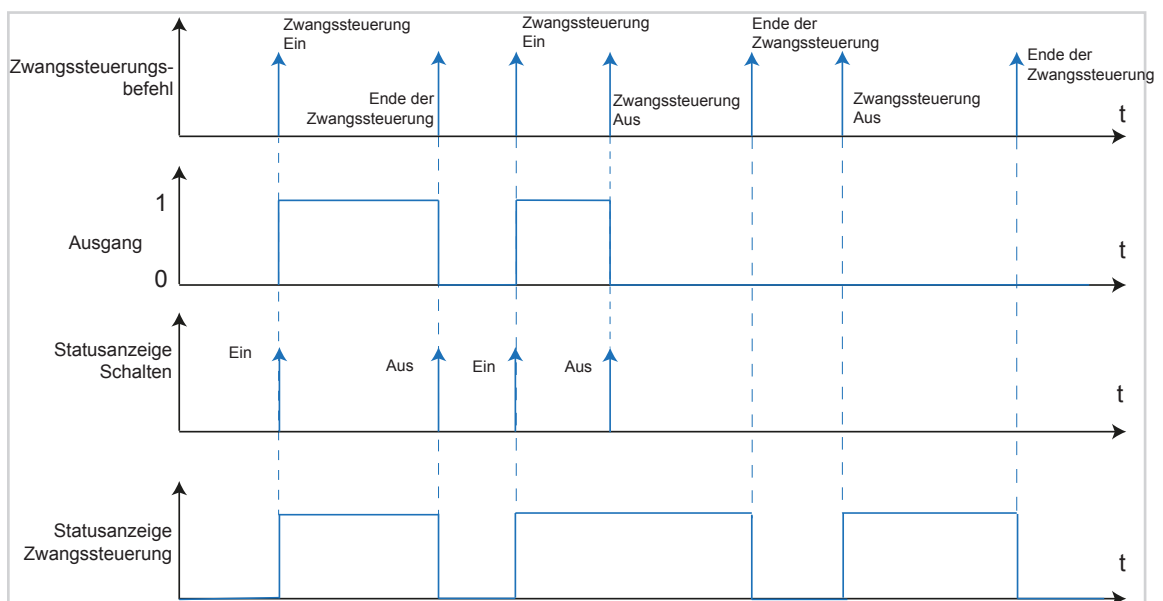 Zwangssteuerungs-
befehl
Zwangssteuerung
Ein
Ende der
Zwangssteuerung
Zwangssteuerung
Ein
Zwangssteuerung
Aus
Ende der
Zwangssteuerung
Zwangssteuerung
Aus
Ende der
Zwangssteuerung
t
1
Ausgang
0
t
Statusanzeige
Schalten
Ein
Aus
Ein
Aus
t
Statusanzeige
Zwangssteuerung
t